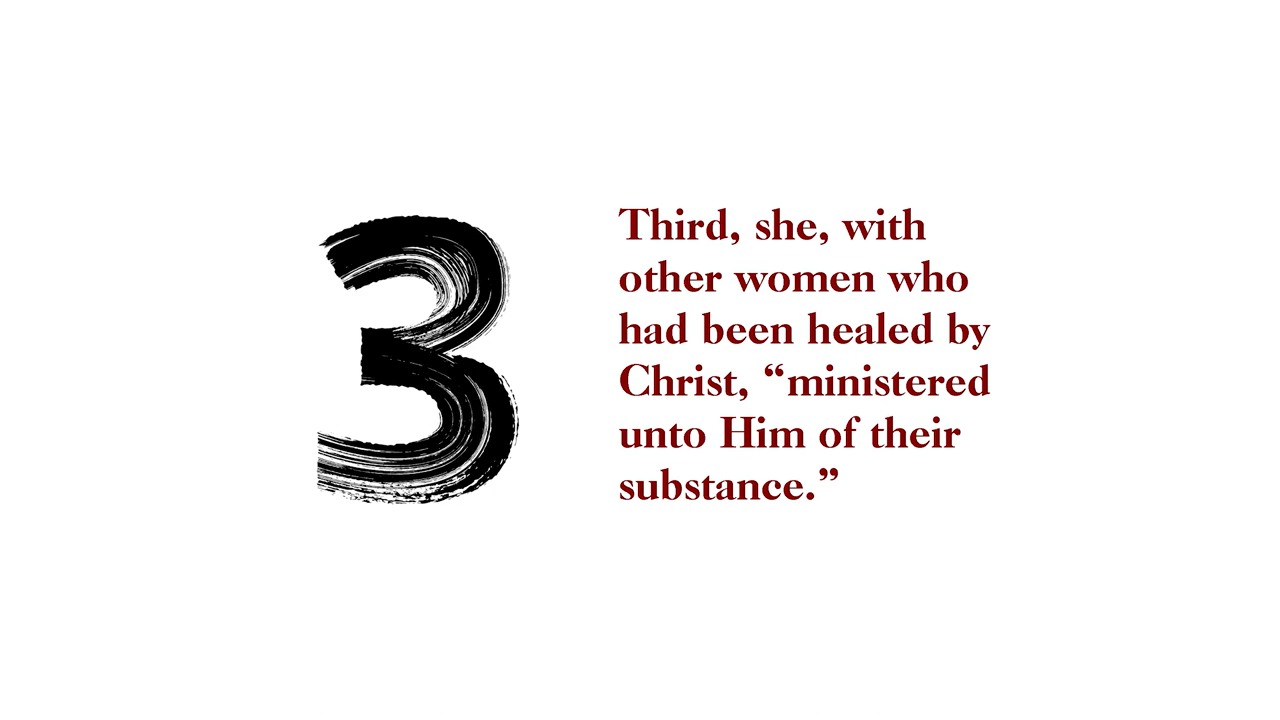 3
Third, she, with
other women who
had been healed by
Christ, “ministered
unto Him of their
substance.”